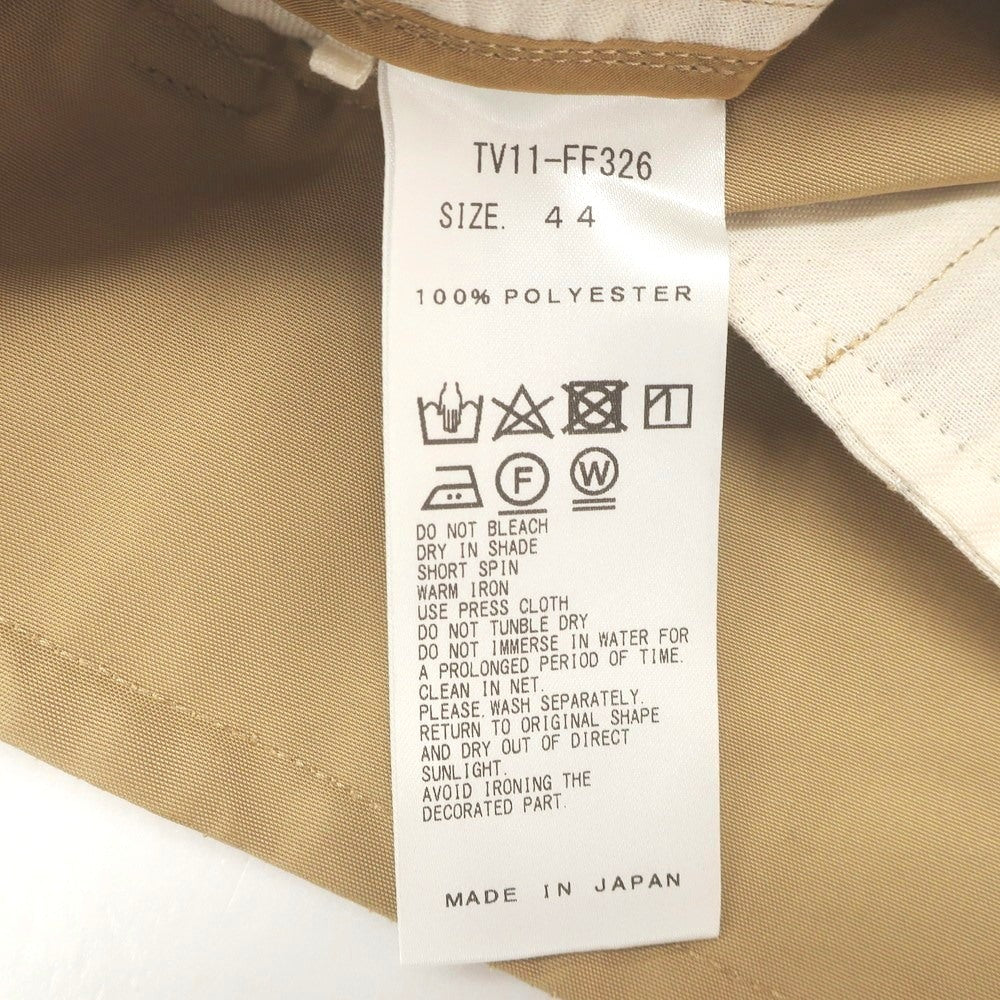 TV11-FF326
SIZE. 44
100% POLYESTER
F W
DO NOT BLEACH
DRY IN SHADE
SHORT SPIN
WARM IRON
USE PRESS CLOTH
DO NOT TUNBLE DRY
DO NOT IMMERSE IN WATER FOR
A PROLONGED PERIOD OF TIME.
CLEAN IN NET.
PLEASE.WASH SEPARATELY.
RETURN TO ORIGINAL SHAPE
AND DRY OUT OF DIRECT
SUNLIGHT.
AVOID IRONING THE
DECORATED PART.
MADE IN JAPAN